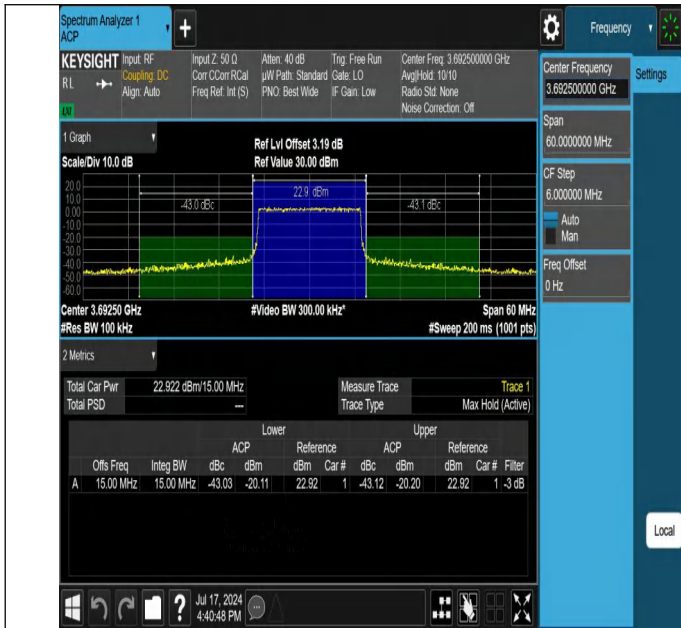 Spectrum Analyzer 1
ACP
+
Frequency
KEYSIGHT Input: RF Input Z: 50 Ω Atten: 40 dB Trig: Free Run Center Freq: 3.692500000 GHz
RL Coupling: DC Corr CCorr RCal µW Path: Standard Gate: LO Avg|Hold: 10/10
Align: Auto Freq Ref: Int (S) PNO: Best Wide IF Gain: Low Radio Std: None
LXI Noise Correction: Off
Center Frequency
3.692500000 GHz
Settings
Span
60.0000000 MHz
CF Step
6.000000 MHz
Auto
Man
Freq Offset
0 Hz
Local
1 Graph
Ref Lvl Offset 3.19 dB
Scale/Div 10.0 dB Ref Value 30.00 dBm
20.0
10.0
0.00
-10.0
-20.0
-30.0
-40.0
-50.0
-60.0
-43.0 dBc 22.9 dBm -43.1 dBc
Center 3.69250 GHz #Video BW 300.00 kHz* Span 60 MHz
#Res BW 100 kHz #Sweep 200 ms (1001 pts)
2 Metrics
Total Car Pwr 22.922 dBm/15.00 MHz Measure Trace Trace 1
Total PSD --- Trace Type Max Hold (Active)
Lower Upper
ACP Reference ACP Reference
Offs Freq Integ BW dBc dBm dBm Car # dBc dBm dBm Car # Filter
A 15.00 MHz 15.00 MHz -43.03 -20.11 22.92 1 -43.12 -20.20 22.92 1 -3 dB
? Jul 17, 2024
4:40:48 PM